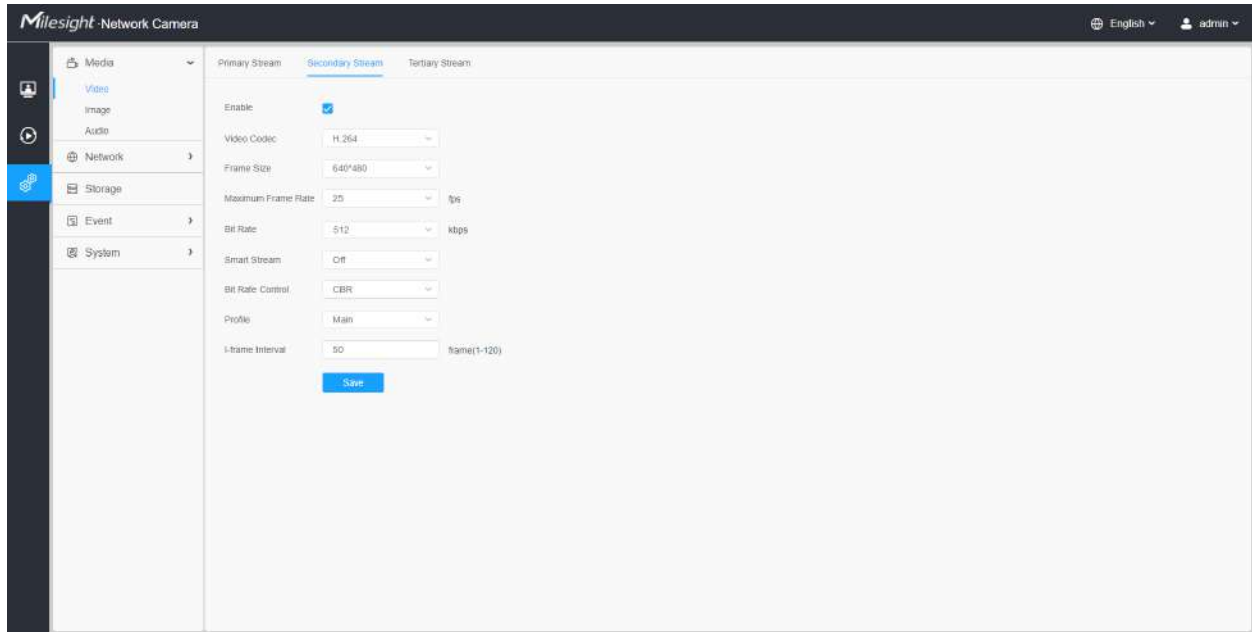 Milesight Network Camera
English
admin
Media
Video
Image
Audio
Network
Storage
Event
System
Primary Stream Secondary Stream Tertiary Stream
Enable
Video Codec H.264
Frame Size 640*480
Maximum Frame Rate 25 fps
Bit Rate 512 kbps
Smart Stream Off
Bit Rate Control CBR
Profile Main
I-frame Interval 50 frame(1-120)
Save